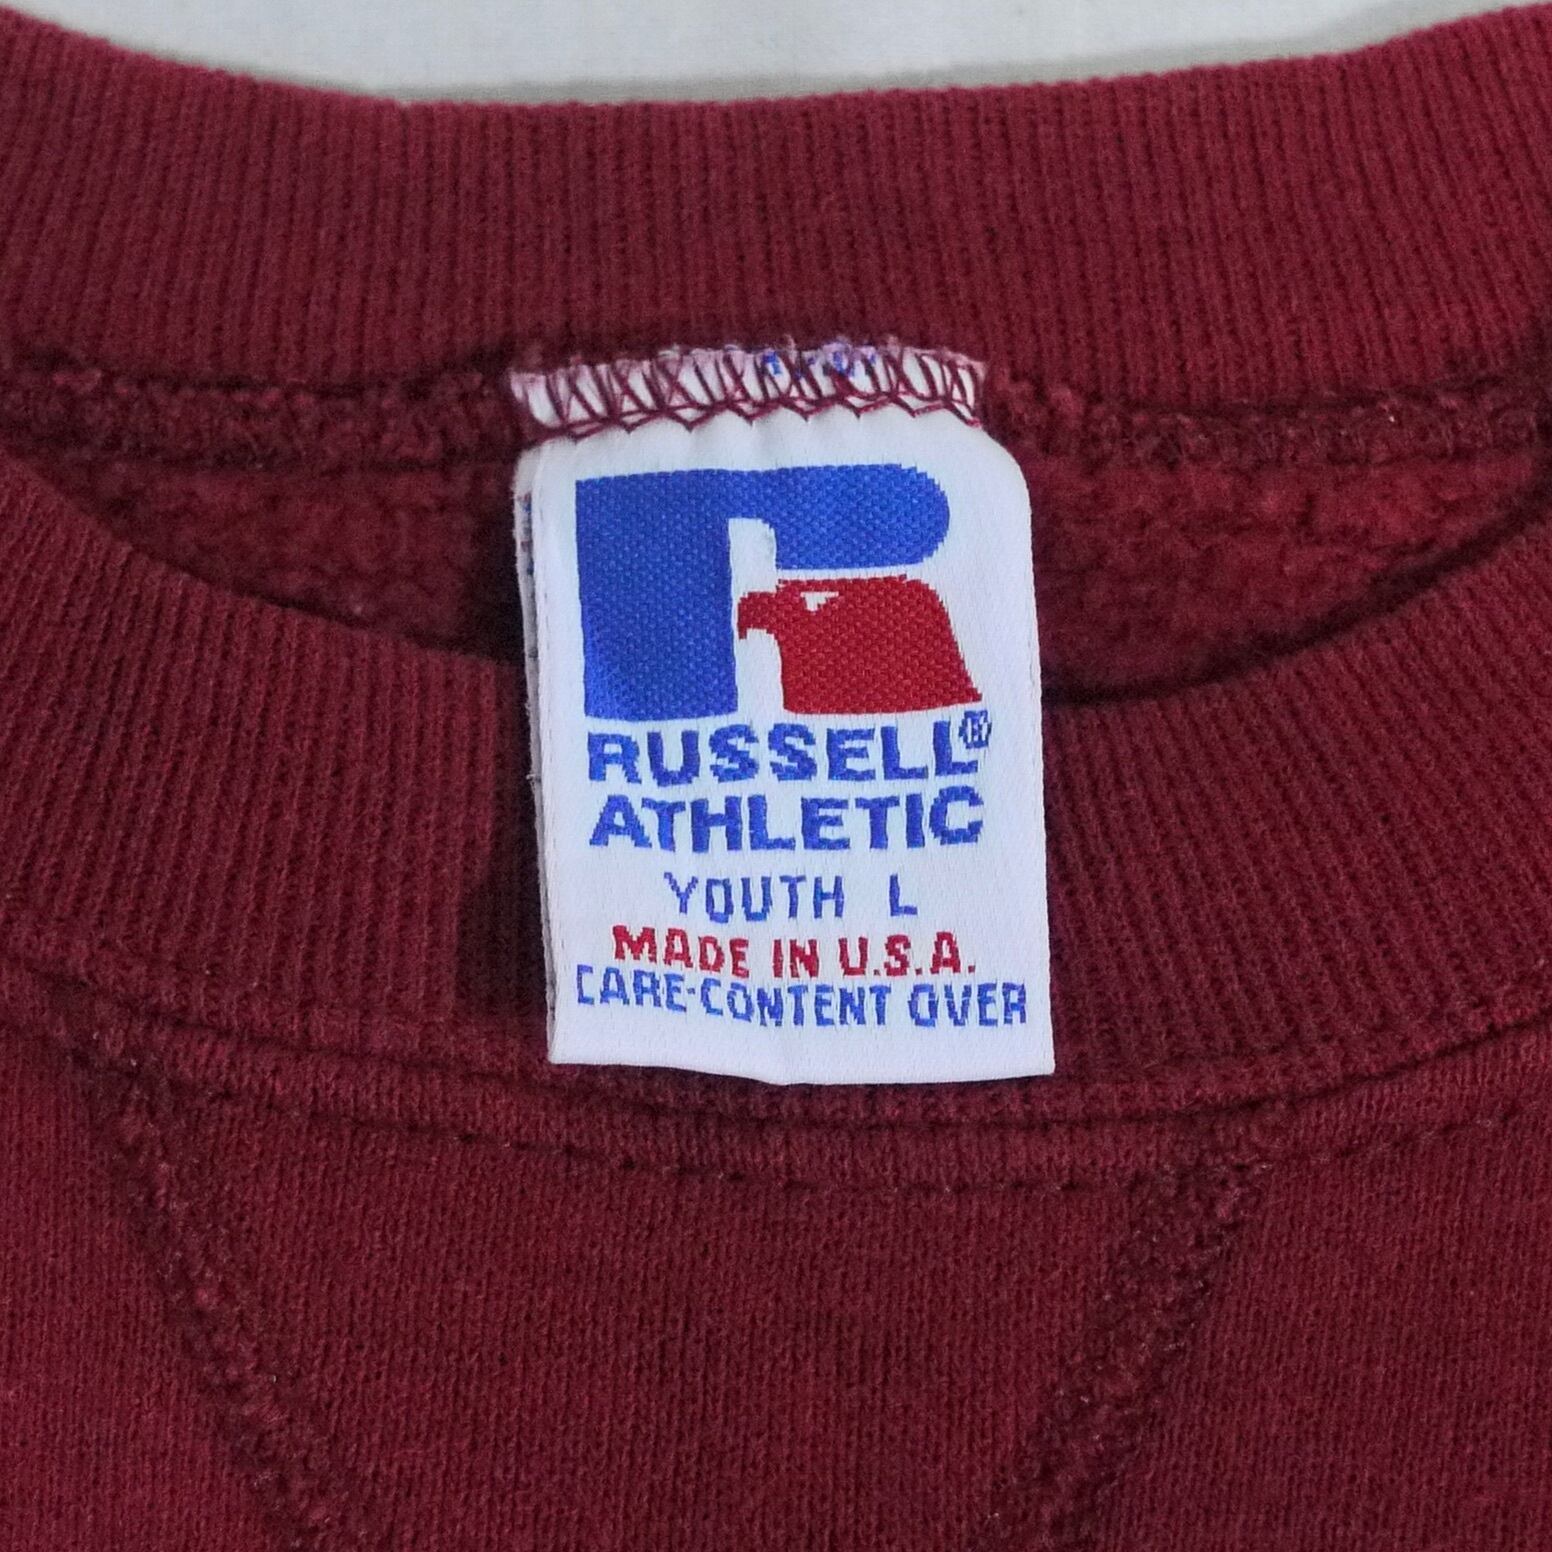 RUSSELL®
ATHLETIC
YOUTH L
MADE IN U.S.A.
CARE-CONTENT OVER